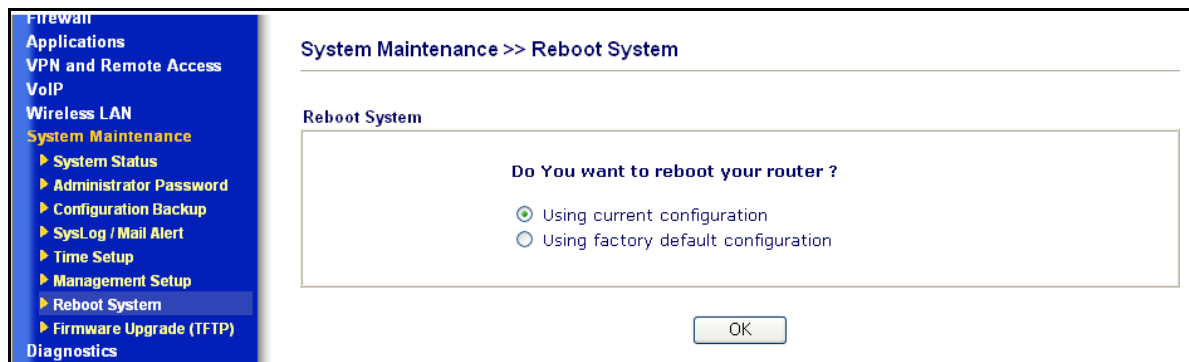 Firewall
Applications
VPN and Remote Access
VoIP
Wireless LAN
System Maintenance
System Status
Administrator Password
Configuration Backup
SysLog / Mail Alert
Time Setup
Management Setup
Reboot System
Firmware Upgrade (TFTP)
Diagnostics
System Maintenance >> Reboot System
Reboot System
Do You want to reboot your router ?
Using current configuration
Using factory default configuration
OK